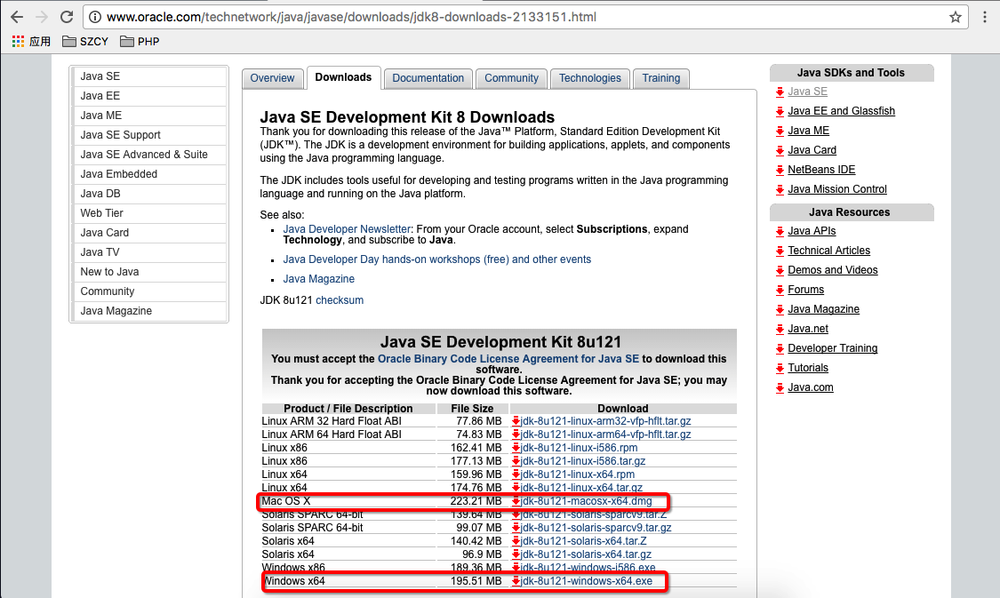 www.oracle.com/technetwork/java/javase/downloads/jdk8-downloads-2133151.html
应用 SZCY PHP
Java SE
Java EE
Java ME
Java SE Support
Java SE Advanced & Suite
Java Embedded
Java DB
Web Tier
Java Card
Java TV
New to Java
Community
Java Magazine
Overview Downloads Documentation Community Technologies Training
Java SE Development Kit 8 Downloads
Thank you for downloading this release of the Java™ Platform, Standard Edition Development Kit
(JDK™). The JDK is a development environment for building applications, applets, and components
using the Java programming language.
The JDK includes tools useful for developing and testing programs written in the Java programming
language and running on the Java platform.
See also:
Java Developer Newsletter: From your Oracle account, select Subscriptions, expand
Technology, and subscribe to Java.
Java Developer Day hands-on workshops (free) and other events
Java Magazine
JDK 8u121 checksum
Java SE Development Kit 8u121
You must accept the Oracle Binary Code License Agreement for Java SE to download this
software.
Thank you for accepting the Oracle Binary Code License Agreement for Java SE; you may
now download this software.
Product / File Description File Size Download
Linux ARM 32 Hard Float ABI 77.86 MB jdk-8u121-linux-arm32-vfp-hflt.tar.gz
Linux ARM 64 Hard Float ABI 74.83 MB jdk-8u121-linux-arm64-vfp-hflt.tar.gz
Linux x86 162.41 MB jdk-8u121-linux-i586.rpm
Linux x86 177.13 MB jdk-8u121-linux-i586.tar.gz
Linux x64 159.96 MB jdk-8u121-linux-x64.rpm
Linux x64 174.76 MB jdk-8u121-linux-x64.tar.gz
Mac OS X 223.21 MB jdk-8u121-macosx-x64.dmg
Solaris SPARC 64-bit 139.64 MB jdk-8u121-solaris-sparcv9.tar.Z
Solaris SPARC 64-bit 99.07 MB jdk-8u121-solaris-sparcv9.tar.gz
Solaris x64 140.42 MB jdk-8u121-solaris-x64.tar.Z
Solaris x64 96.9 MB jdk-8u121-solaris-x64.tar.gz
Windows x86 189.36 MB jdk-8u121-windows-i586.exe
Windows x64 195.51 MB jdk-8u121-windows-x64.exe
Java SDKs and Tools
Java SE
Java EE and Glassfish
Java ME
Java Card
NetBeans IDE
Java Mission Control
Java Resources
Java APIs
Technical Articles
Demos and Videos
Forums
Java Magazine
Java.net
Developer Training
Tutorials
Java.com